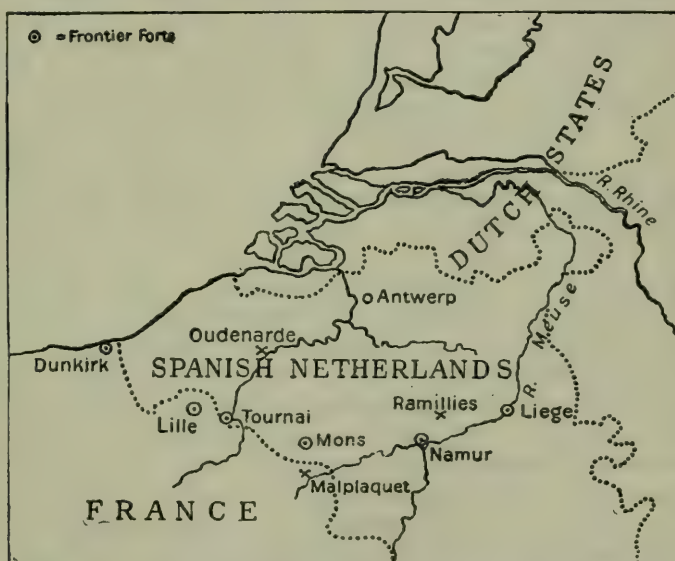 = Frontier Forts
DUTCH STATES
R. Rhine
Antwerp
R. Meuse
Oudenarde
Dunkirk
SPANISH NETHERLANDS
Ramillies
Liege
Lille
Tournai
Mons
Namur
Malplaquet
FRANCE